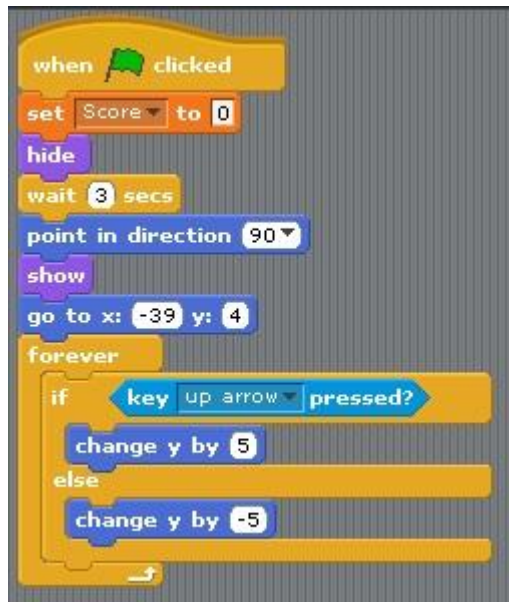 when clicked
set Score to 0
hide
wait 3 secs
point in direction 90
show
go to x: -39 y: 4
forever
if key up arrow pressed?
change y by 5
else
change y by -5